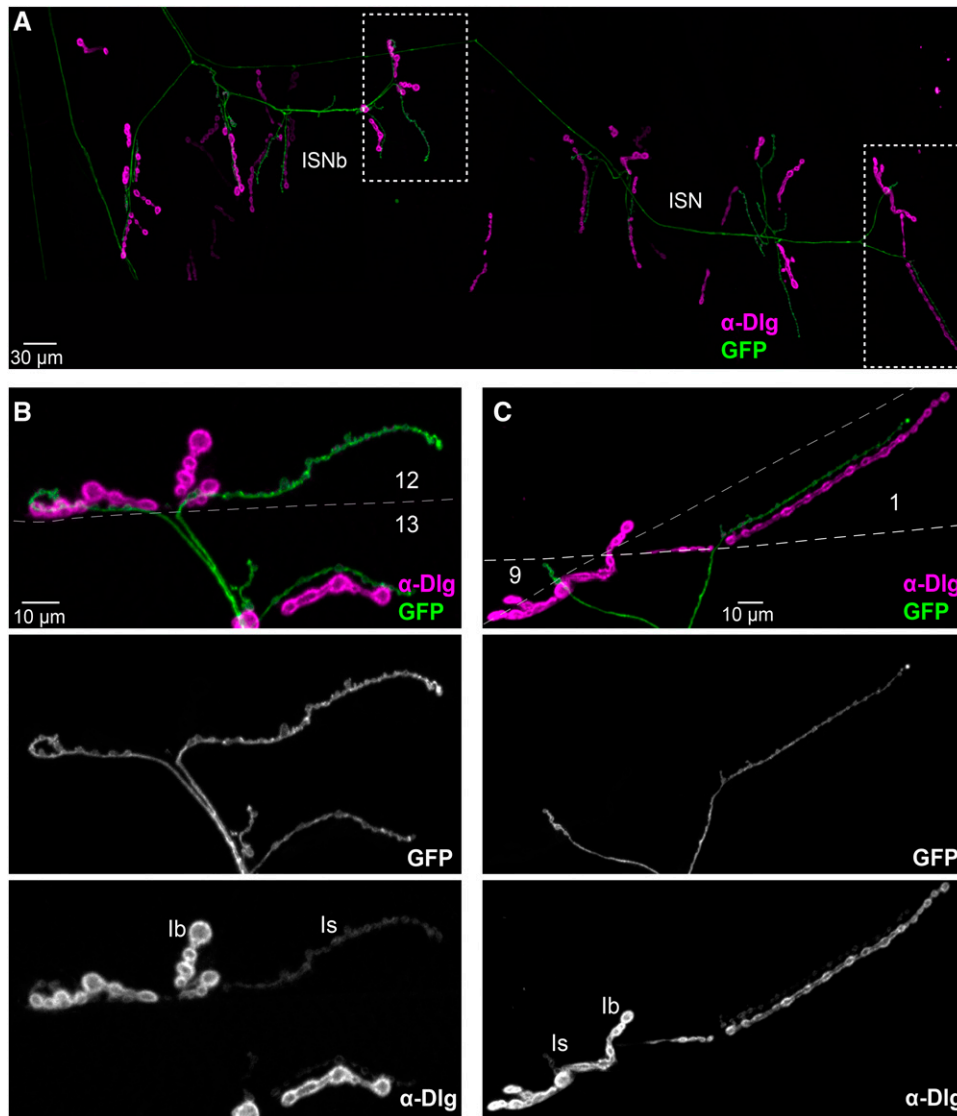 A
ISNb
ISN
α-Dlg
GFP
30 µm
B
12
13
α-Dlg
GFP
10 µm
C
1
9
α-Dlg
GFP
10 µm
GFP
GFP
Ib
Is
α-Dlg
Ib
Is
α-Dlg